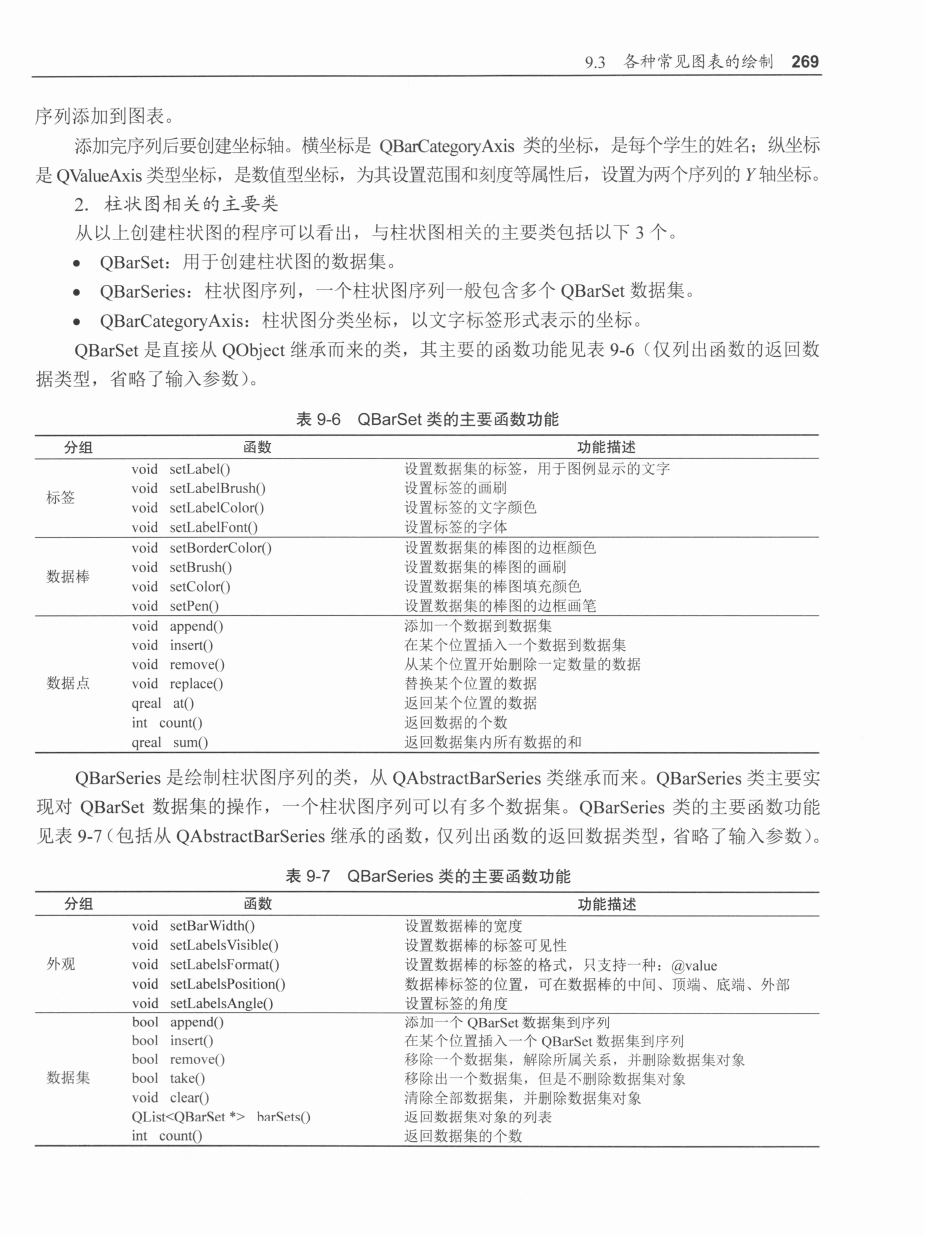 9.3 各种常见图表的绘制 269
序列添加到图表。
添加完序列后要创建坐标轴。横坐标是 QBarCategoryAxis 类的坐标，是每个学生的姓名；纵坐标
是 QValueAxis 类型坐标，是数值型坐标，为其设置范围和刻度等属性后，设置为两个序列的 Y 轴坐标。
2．柱状图相关的主要类
从以上创建柱状图的程序可以看出，与柱状图相关的主要类包括以下 3 个。
● QBarSet：用于创建柱状图的数据集。
● QBarSeries：柱状图序列，一个柱状图序列一般包含多个 QBarSet 数据集。
● QBarCategoryAxis：柱状图分类坐标，以文字标签形式表示的坐标。
QBarSet 是直接从 QObject 继承而来的类，其主要的函数功能见表 9-6（仅列出函数的返回数
据类型，省略了输入参数）。
表 9-6 QBarSet 类的主要函数功能
分组 函数 功能描述
void setLabel() 设置数据集的标签，用于图例显示的文字
void setLabelBrush() 设置标签的画刷
标签
void setLabelColor() 设置标签的文字颜色
void setLabelFont() 设置标签的字体
void setBorderColor() 设置数据集的棒图的边框颜色
void setBrush() 设置数据集的棒图的画刷
数据棒
void setColor() 设置数据集的棒图填充颜色
void setPen() 设置数据集的棒图的边框画笔
void append() 添加一个数据到数据集
void insert() 在某个位置插入一个数据到数据集
void remove() 从某个位置开始删除一定数量的数据
数据点 void replace() 替换某个位置的数据
qreal at() 返回某个位置的数据
int count() 返回数据的个数
qreal sum() 返回数据集内所有数据的和
QBarSeries 是绘制柱状图序列的类，从 QAbstractBarSeries 类继承而来。QBarSeries 类主要实
现对 QBarSet 数据集的操作，一个柱状图序列可以有多个数据集。QBarSeries 类的主要函数功能
见表 9-7（包括从 QAbstractBarSeries 继承的函数，仅列出函数的返回数据类型，省略了输入参数）。
表 9-7 QBarSeries 类的主要函数功能
分组 函数 功能描述
void setBarWidth() 设置数据棒的宽度
void setLabelsVisible() 设置数据棒的标签可见性
外观 void setLabelsFormat() 设置数据棒的标签的格式，只支持一种：@value
void setLabelsPosition() 数据棒标签的位置，可在数据棒的中间、顶端、底端、外部
void setLabelsAngle() 设置标签的角度
bool append() 添加一个 QBarSet 数据集到序列
bool insert() 在某个位置插入一个 QBarSet 数据集到序列
bool remove() 移除一个数据集，解除所属关系，并删除数据集对象
数据集 bool take() 移除出一个数据集，但是不删除数据集对象
void clear() 清除全部数据集，并删除数据集对象
QList<QBarSet *> barSets() 返回数据集对象的列表
int count() 返回数据集的个数